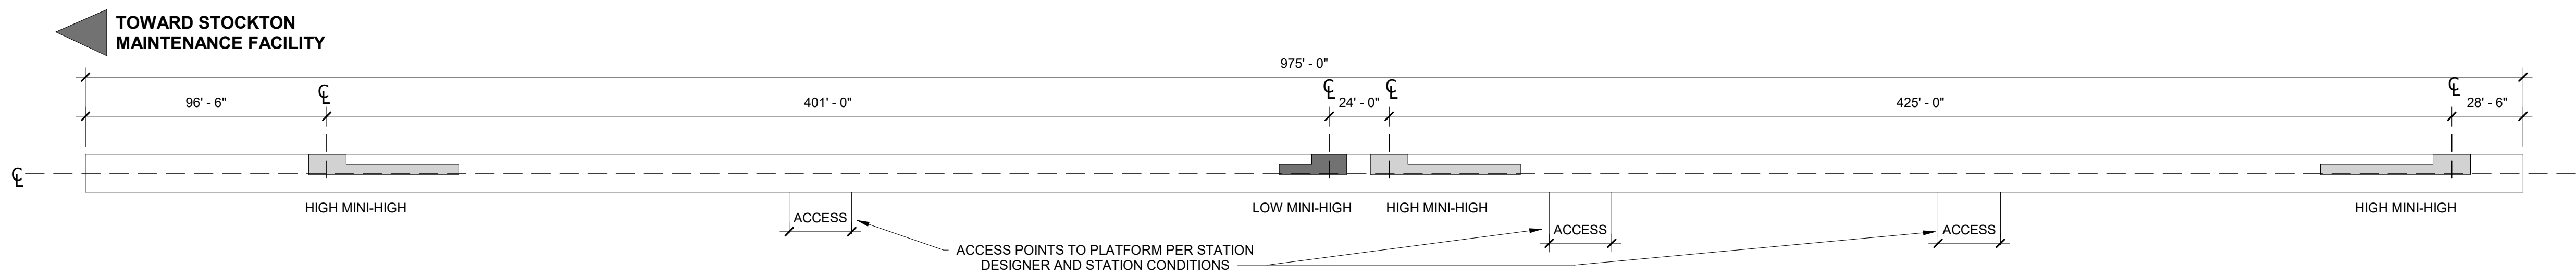 TOWARD STOCKTON
MAINTENANCE FACILITY
975' - 0"
96' - 6"
401' - 0"
24' - 0"
425' - 0"
28' - 6"
℄
℄
℄
℄
℄
HIGH MINI-HIGH
LOW MINI-HIGH
HIGH MINI-HIGH
HIGH MINI-HIGH
ACCESS
ACCESS
ACCESS
ACCESS POINTS TO PLATFORM PER STATION
DESIGNER AND STATION CONDITIONS